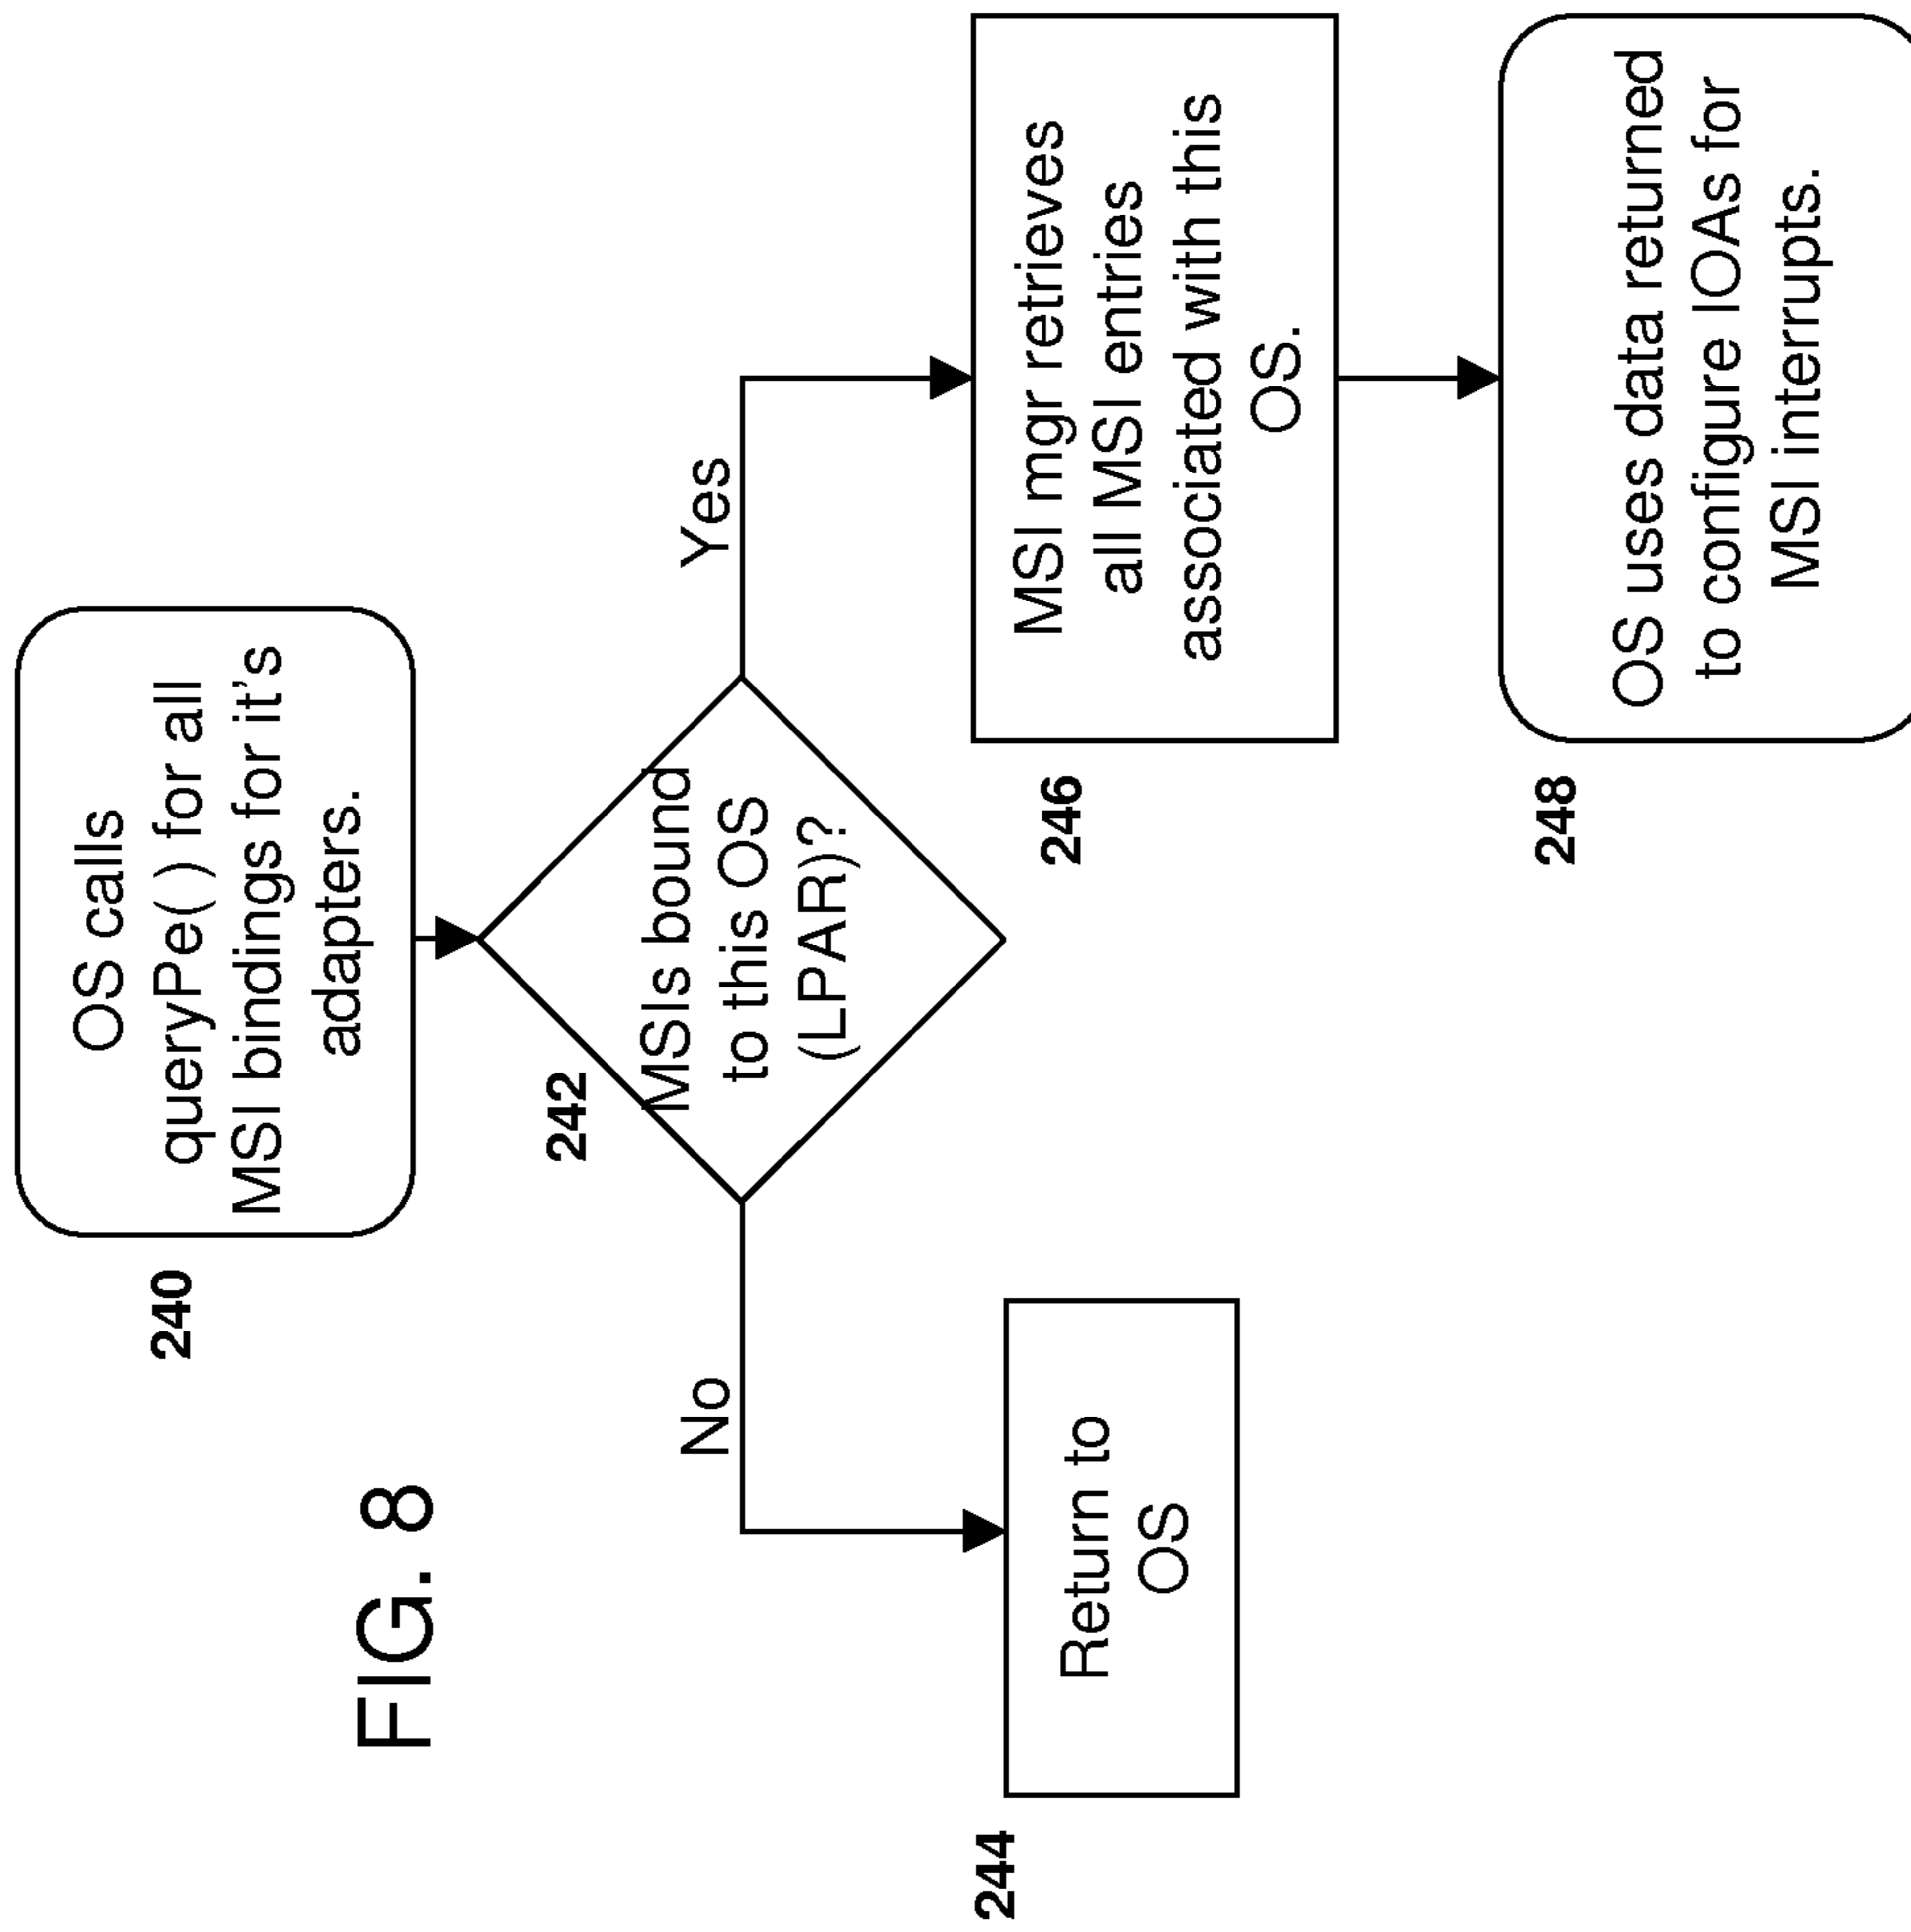 FIG. 8
240
OS calls
queryPe( ) for all
MSI bindings for it's
adapters.
242
MSIs bound
to this OS
(LPAR)?
No
Yes
244
Return to
OS
246
MSI mgr retrieves
all MSI entries
associated with this
OS.
248
OS uses data returned
to configure IOAs for
MSI interrupts.